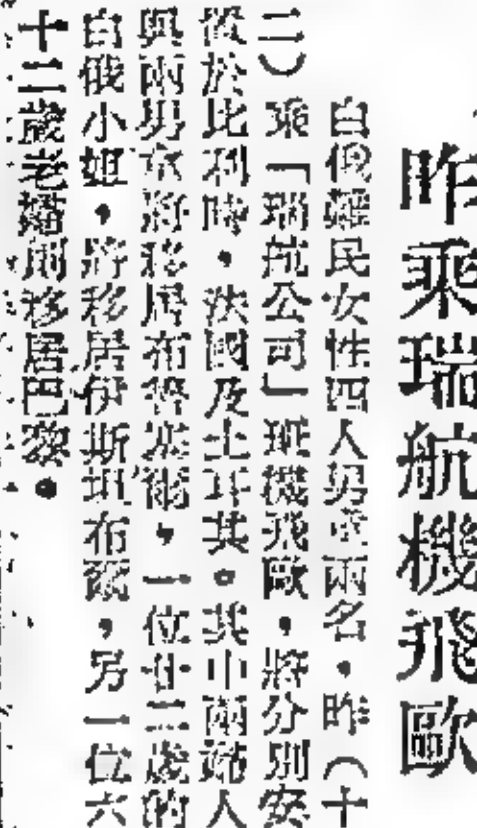 昨乘瑞航機飛歐
白俄難民女性四人男童兩名，昨（十
二）乘「瑞航公司」班機飛歐，將分別安
置於比利時，法國及土耳其。其中兩婦人
與兩男童將移居布魯塞爾，一位廿二歲的
白俄小姐，將移居伊斯坦布爾，另一位六
十二歲老婦則移居巴黎。